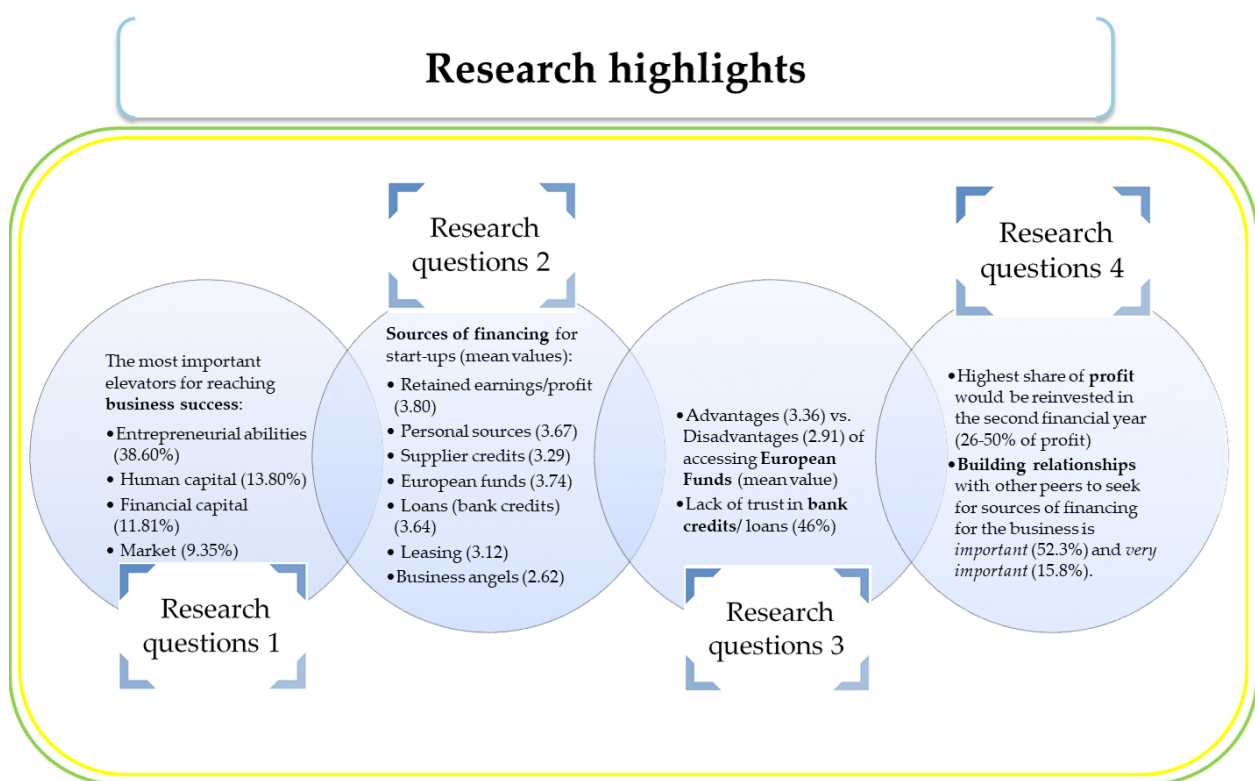 Research highlights
The most important
elevators for reaching
business success:
•Entrepreneurial abilities
(38.60%)
• Human capital (13.80%)
• Financial capital
(11.81%)
• Market (9.35%)
Research
questions 1
Research
questions 2
Sources of financing for
start-ups (mean values):
• Retained earnings/profit
(3.80)
• Personal sources (3.67)
• Supplier credits (3.29)
• European funds (3.74)
• Loans (bank credits)
(3.64)
• Leasing (3.12)
•Business angels (2.62)
•Advantages (3.36) vs.
Disadvantages (2.91) of
accessing European
Funds (mean value)
•Lack of trust in bank
credits/ loans (46%)
Research
questions 3
Research
questions 4
•Highest share of profit
would be reinvested in
the second financial year
(26-50% of profit)
•Building relationships
with other peers to seek
for sources of financing
for the business is
important (52.3%) and very
important (15.8%).